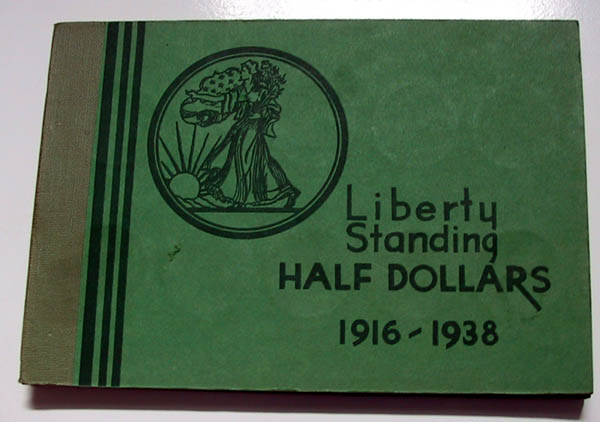 Liberty
Standing
HALF DOLLARS
1916-1938